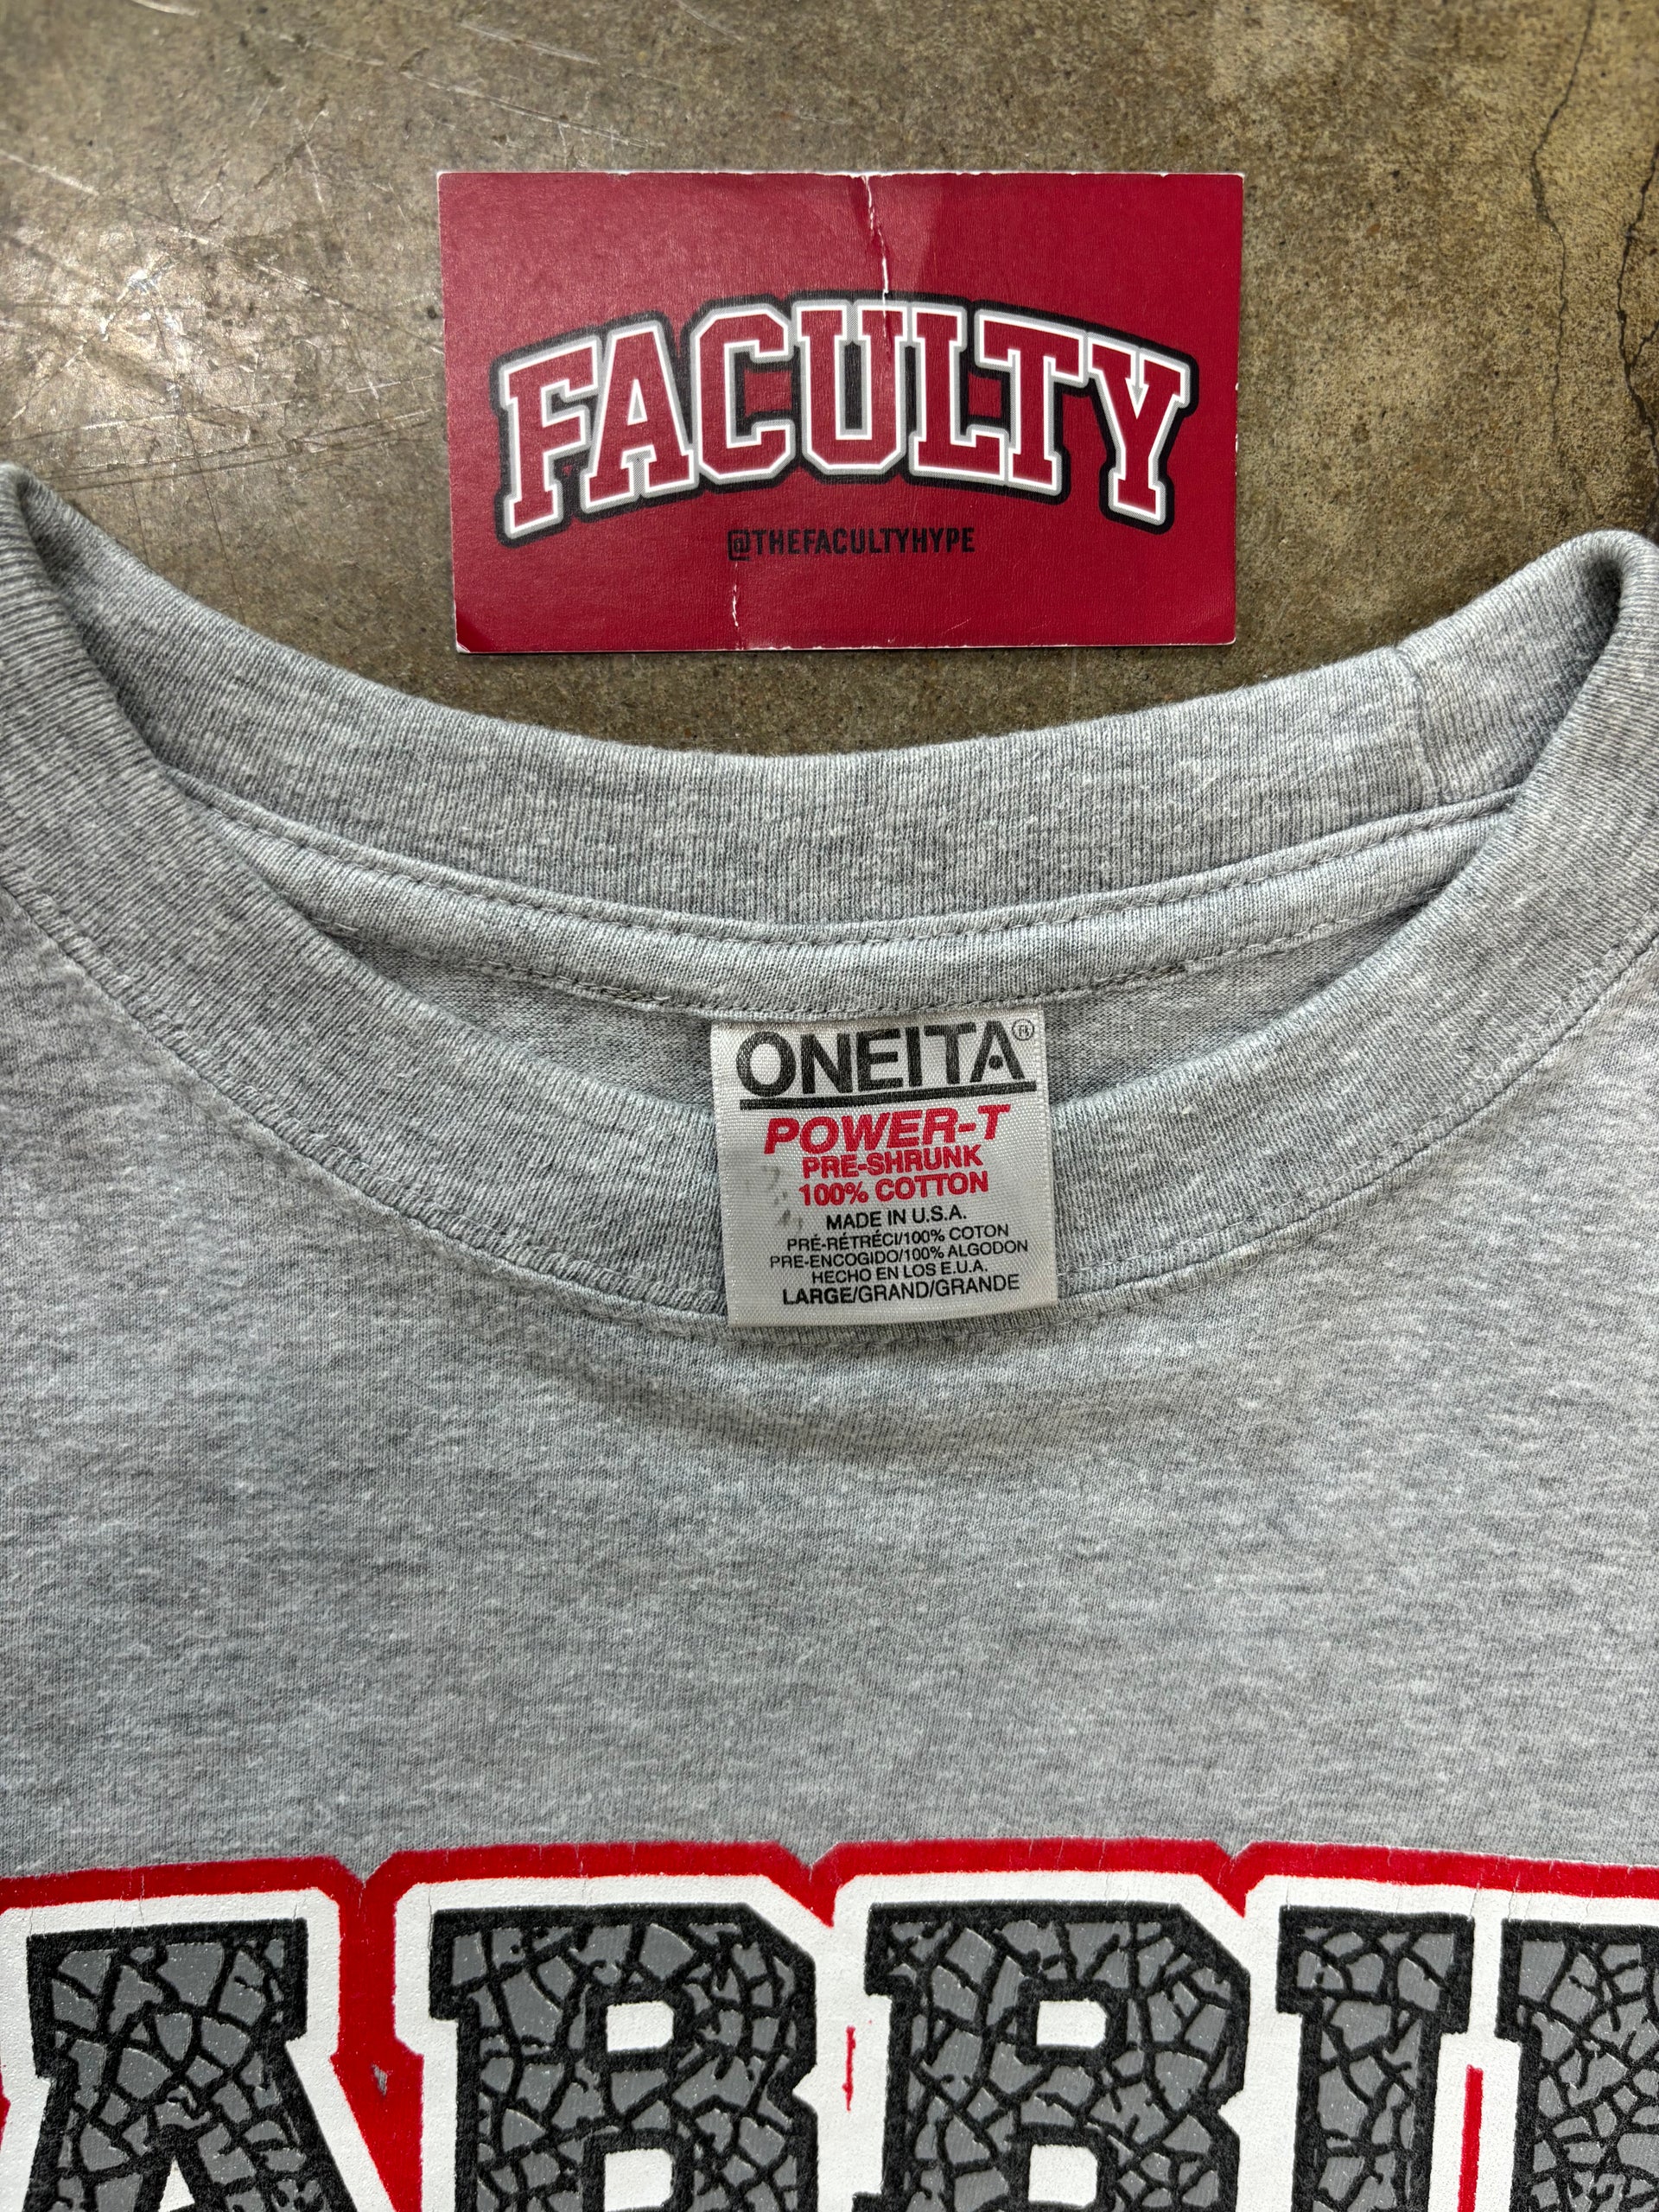 FACULTY
@THEFACULTYHYPE
ONEITA®
POWER-T
PRE-SHRUNK
100% COTTON
MADE IN U.S.A.
PRÉ-RÉTRÉCI/100% COTON
PRE-ENCOGIDO/100% ALGODON
HECHO EN LOS E.U.A.
LARGE/GRAND/GRANDE
ABBI